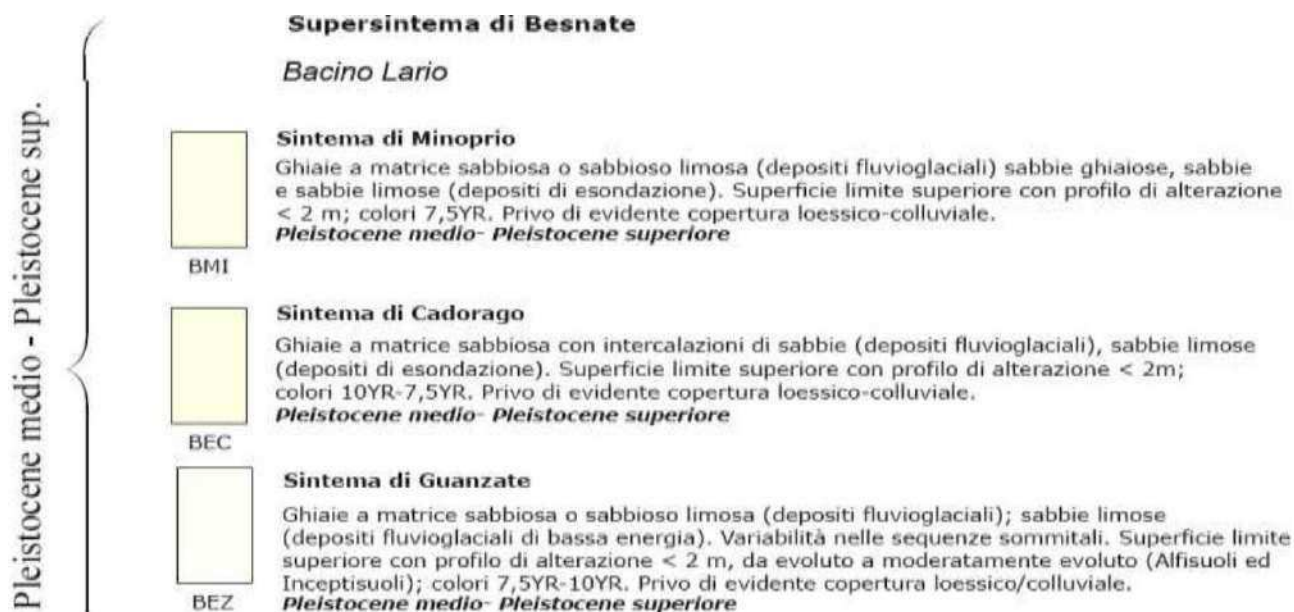 Supersintema di Besnate
Bacino Lario
Pleistocene medio - Pleistocene sup.
Sintema di Minoprio
Ghiaie a matrice sabbiosa o sabbioso limosa (depositi fluvioglaciali) sabbie ghiaiose, sabbie
e sabbie limose (depositi di esondazione). Superficie limite superiore con profilo di alterazione
< 2 m; colori 7,5YR. Privo di evidente copertura loessico-colluviale.
Pleistocene medio- Pleistocene superiore
BMI
Sintema di Cadorago
Ghiaie a matrice sabbiosa con intercalazioni di sabbie (depositi fluvioglaciali), sabbie limose
(depositi di esondazione). Superficie limite superiore con profilo di alterazione < 2m;
colori 10YR-7,5YR. Privo di evidente copertura loessico-colluviale.
Pleistocene medio- Pleistocene superiore
BEC
Sintema di Guanzate
Ghiaie a matrice sabbiosa o sabbioso limosa (depositi fluvioglaciali); sabbie limose
(depositi fluvioglaciali di bassa energia). Variabilità nelle sequenze sommitali. Superficie limite
superiore con profilo di alterazione < 2 m, da evoluto a moderatamente evoluto (Alfisuoli ed
Inceptisuoli); colori 7,5YR-10YR. Privo di evidente copertura loessico/colluviale.
Pleistocene medio- Pleistocene superiore
BEZ